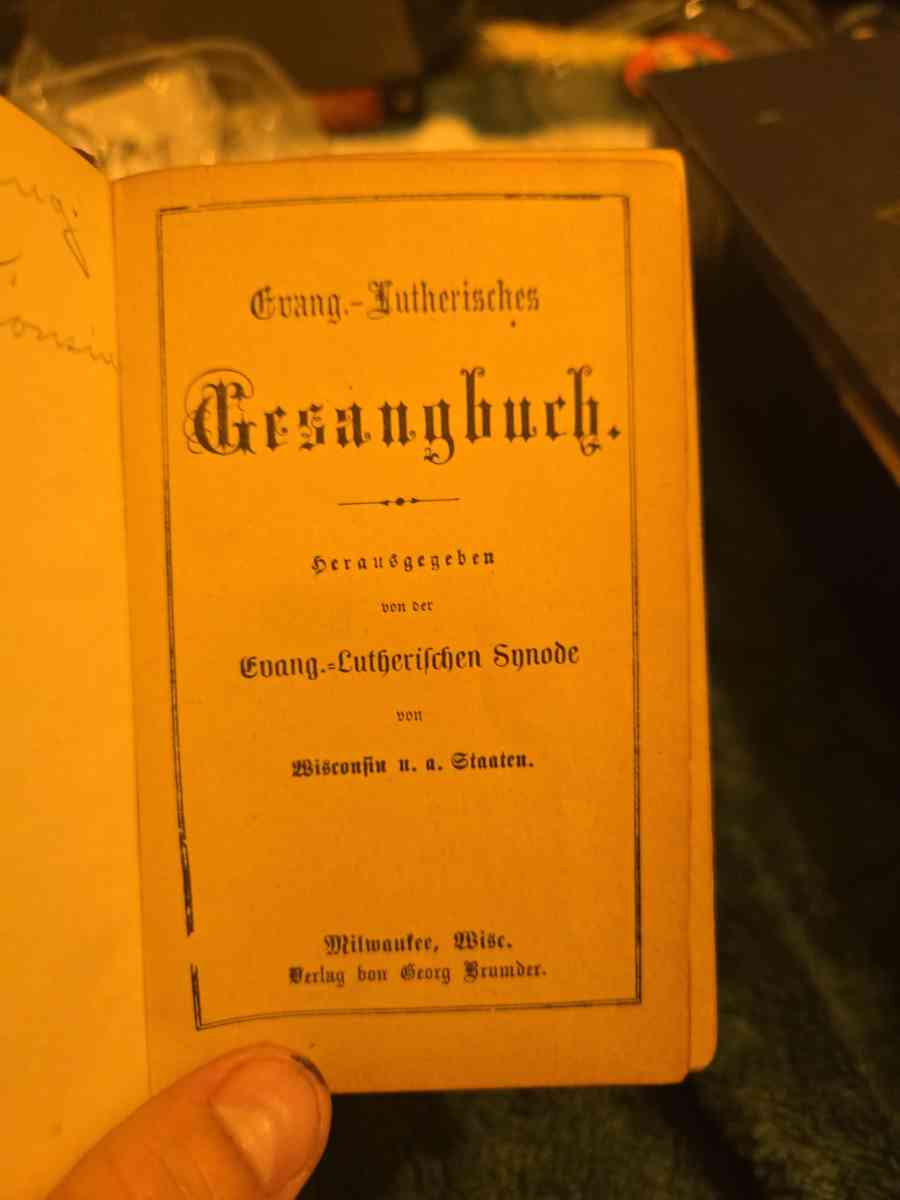 Evang.-Lutherisches
Gesangbuch.
Herausgegeben
von der
Evang.=Lutheriſchen Synode
von
Wisconſin u. a. Staaten.
Milwaukee, Wisc.
Verlag von Georg Brumder.